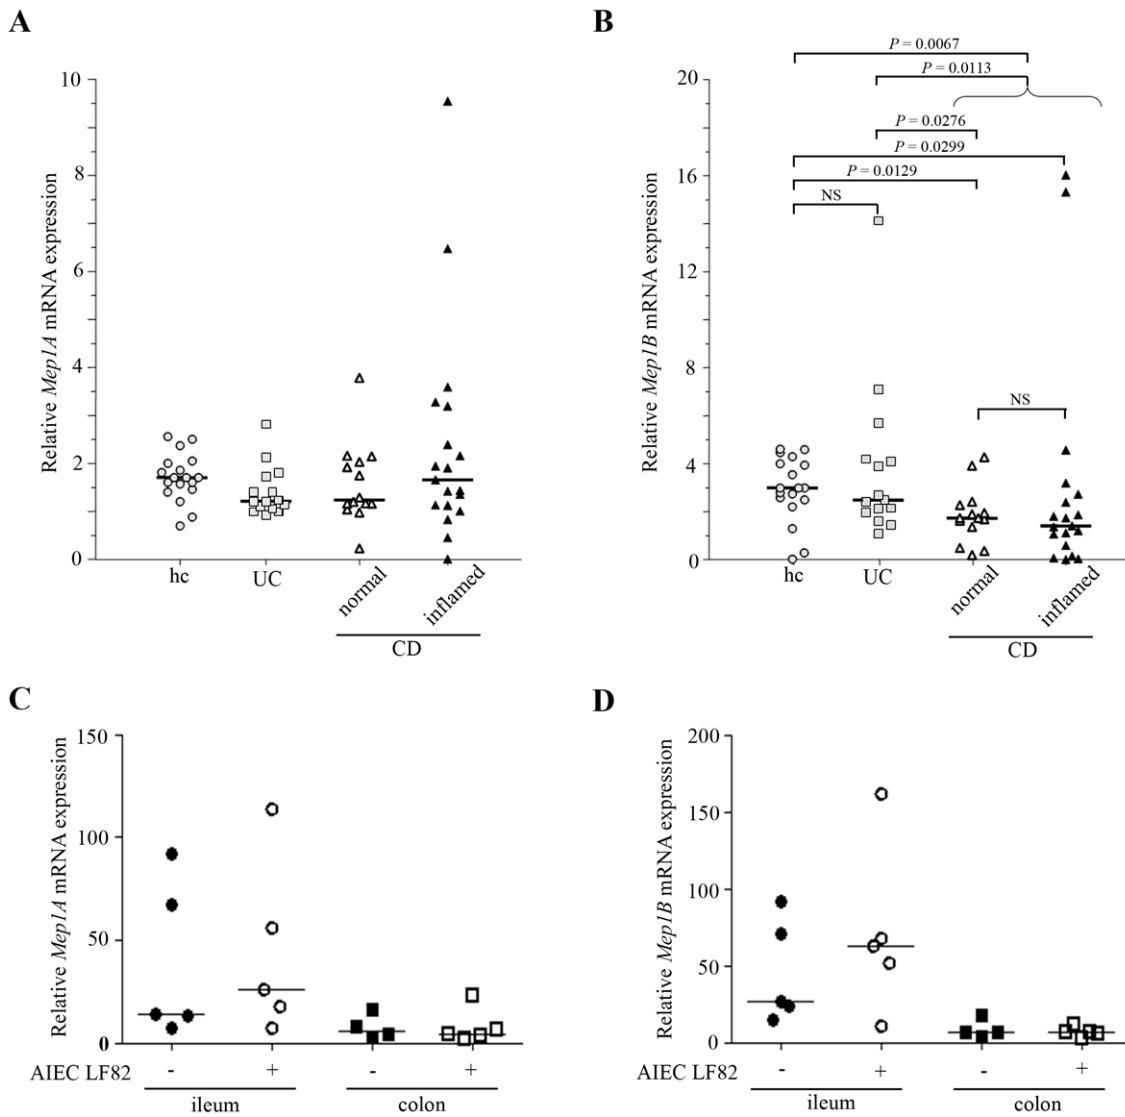 A
Relative Mep1A mRNA expression
10
8
6
4
2
0
hc
UC
normal
inflamed
CD
B
Relative Mep1B mRNA expression
20
16
12
8
4
0
P = 0.0067
P = 0.0113
P = 0.0276
P = 0.0299
P = 0.0129
NS
NS
hc
UC
normal
inflamed
CD
C
Relative Mep1A mRNA expression
150
100
50
0
AIEC LF82 - + - +
ileum colon
D
Relative Mep1B mRNA expression
200
150
100
50
0
AIEC LF82 - + - +
ileum colon